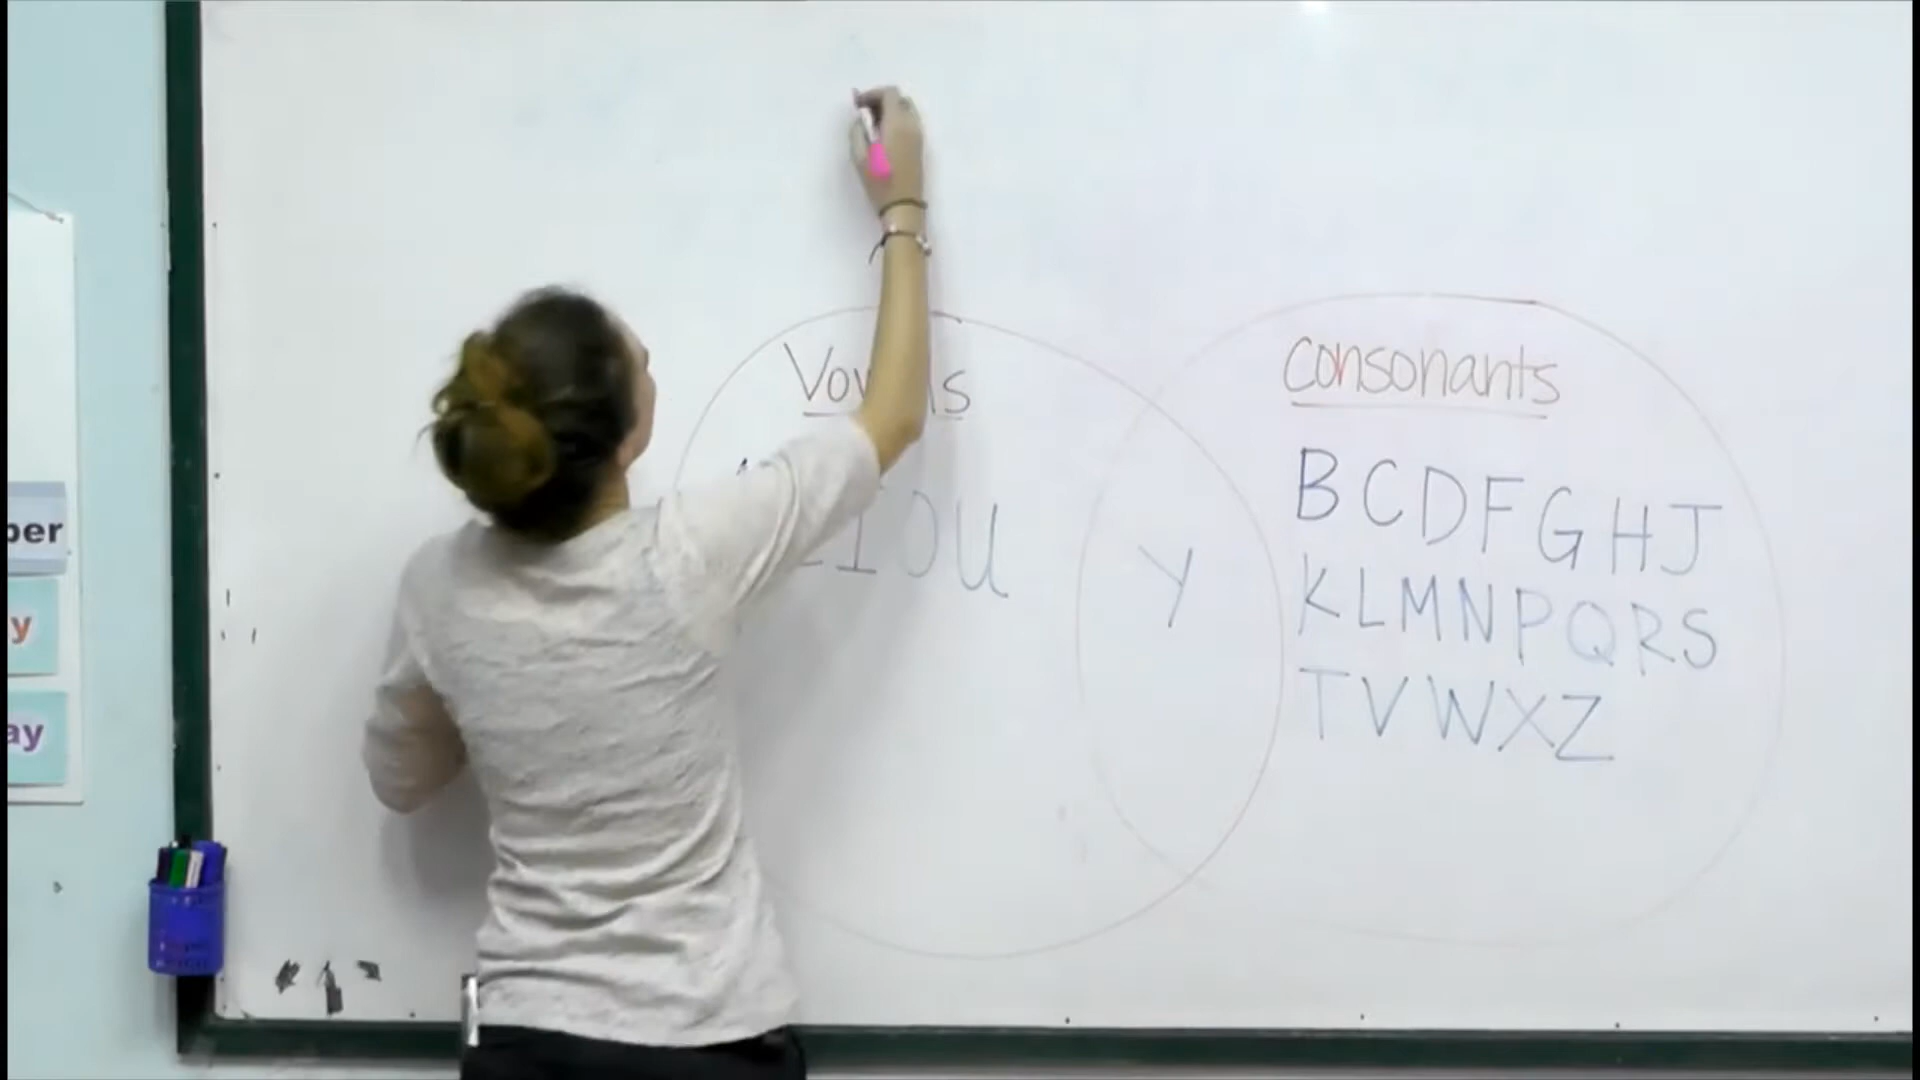 consonants
I O U
Y
B C D F G H J
K L M N P Q R S
T V W X Z
y